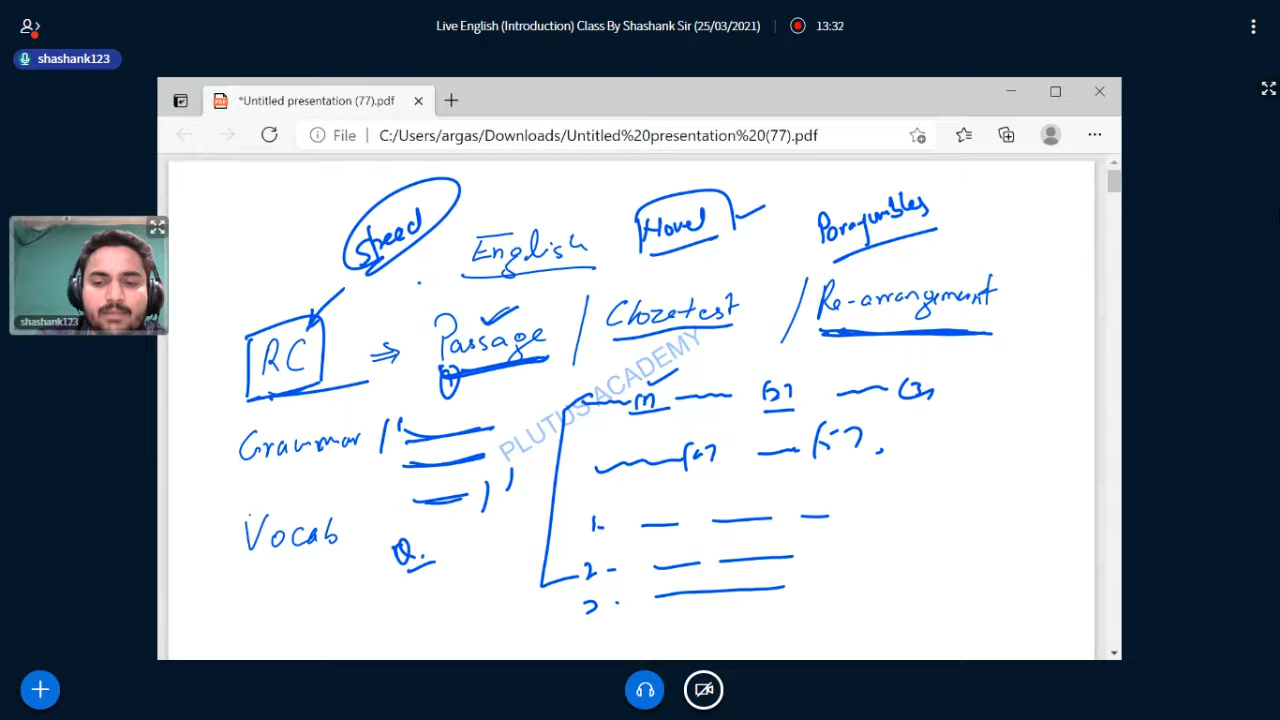 Live English (Introduction) Class By Shashank Sir (25/03/2021) 13:32
shashank123
*Untitled presentation (77).pdf
File C:/Users/argas/Downloads/Untitled%20presentation%20(77).pdf
Speed English Novel Parajumbles
shashank123
RC ⇒ Passage / Clozetest / Re-arrangement
PLUTUS ACADEMY
Grammar
Vocab Q.
1-
2-